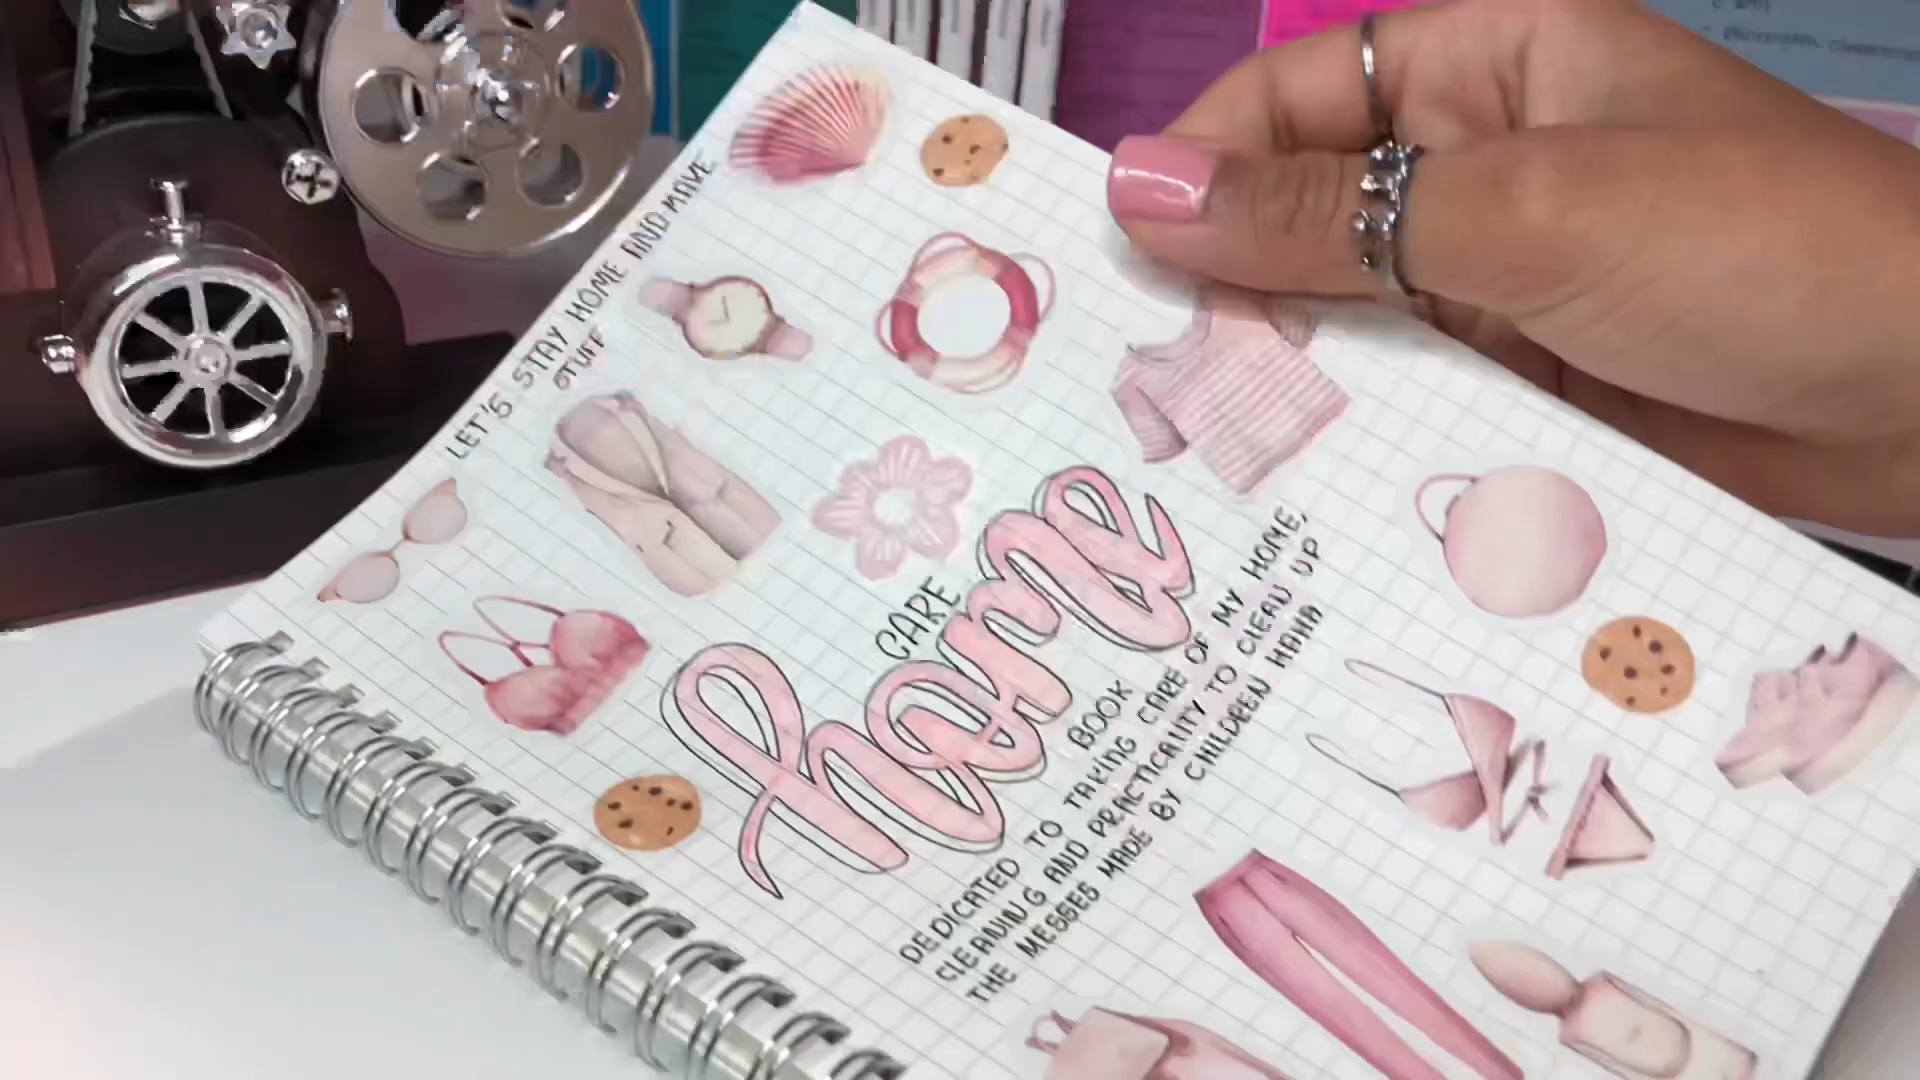 LET'S STAY HOME AND MAVE
STUFF
CARE
home
BOOK
DEDICATED TO TAKING CARE OF MY HOME,
CLEANING AND PRACTICALITY TO CLEAN UP
THE MESSES MADE BY CHILDREN HAHA